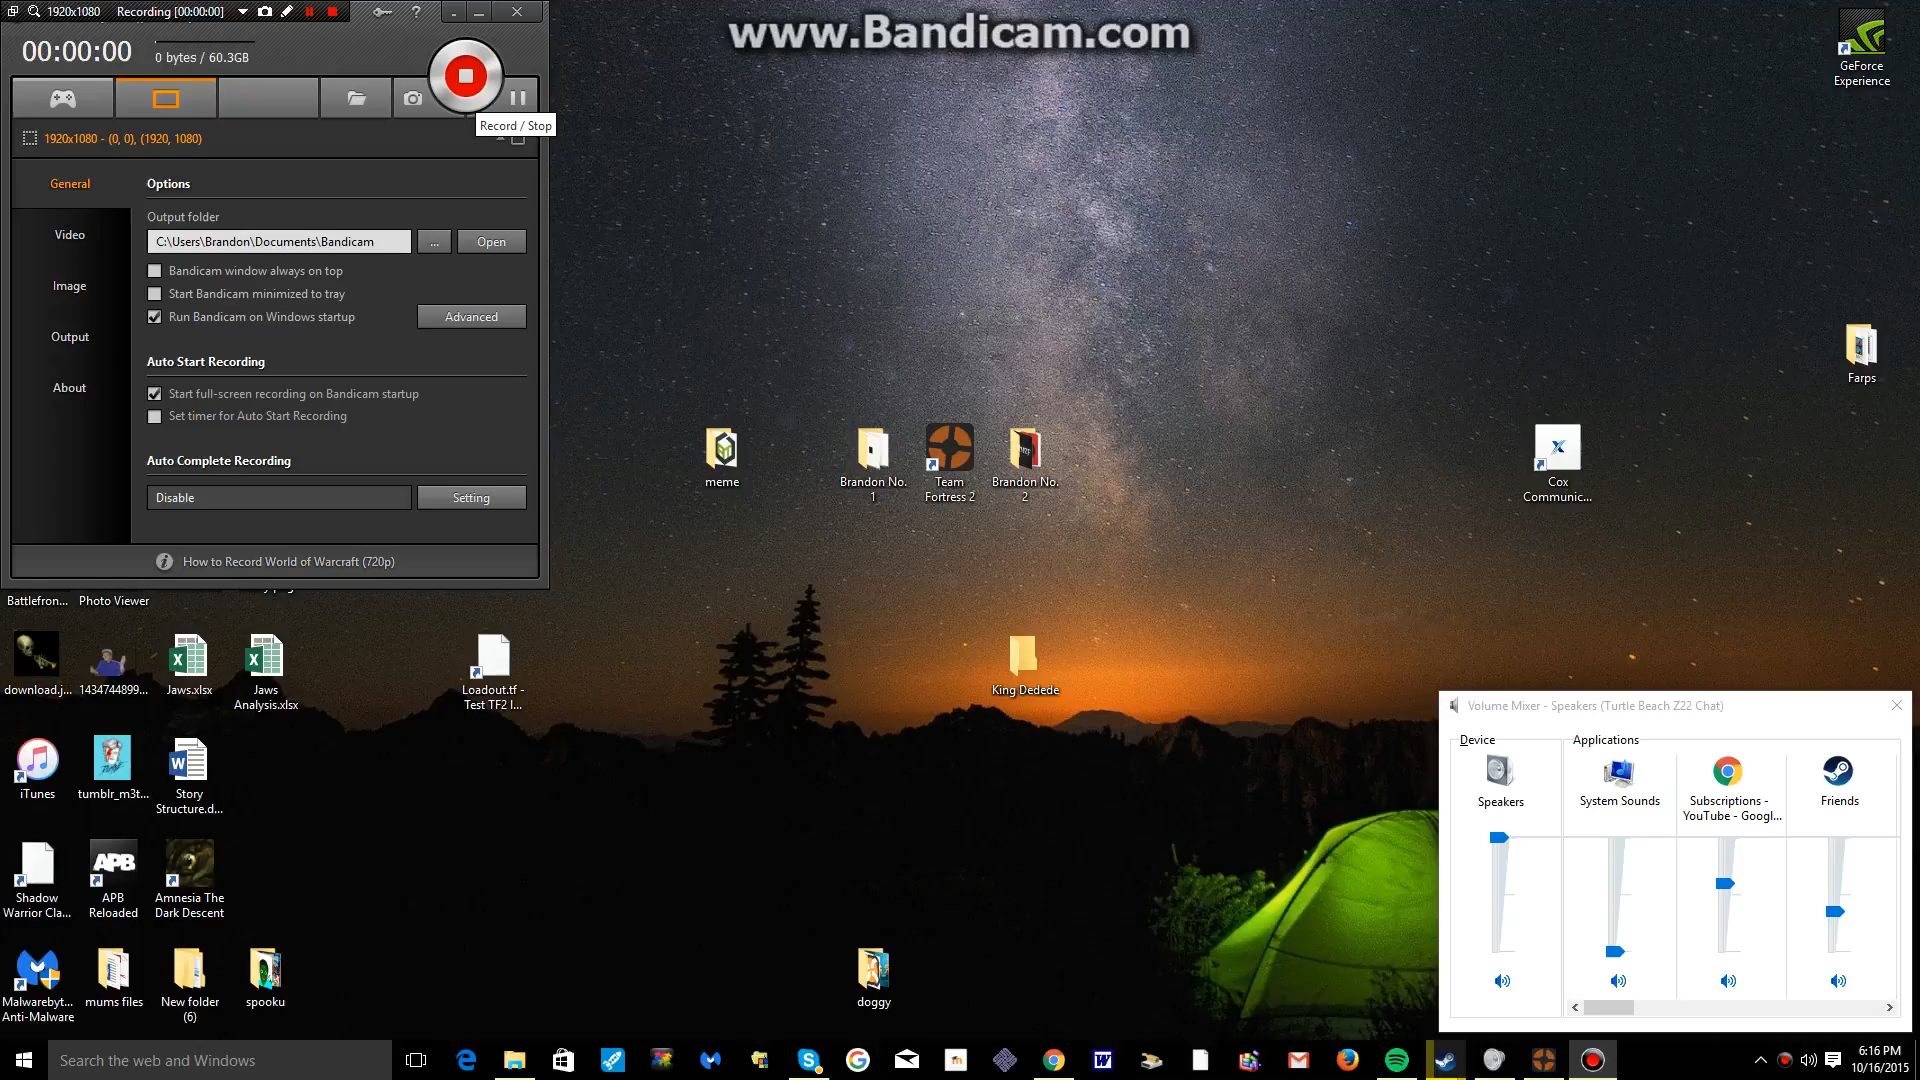 1920x1080 Recording [00:00:00]
www.Bandicam.com
00:00:00
0 bytes / 60.3GB
Record / Stop
1920x1080 - (0, 0), (1920, 1080)
General
Video
Image
Output
About
Options
Output folder
C:\Users\Brandon\Documents\Bandicam
...
Open
Bandicam window always on top
Start Bandicam minimized to tray
Run Bandicam on Windows startup
Advanced
Auto Start Recording
Start full-screen recording on Bandicam startup
Set timer for Auto Start Recording
Auto Complete Recording
Disable
Setting
How to Record World of Warcraft (720p)
GeForce
Experience
Farps
meme
Brandon No.
1
Team
Fortress 2
Brandon No.
2
Cox
Communic...
Battlefron...
Photo Viewer
download.j...
1434744899...
Jaws.xlsx
Jaws
Analysis.xlsx
Loadout.tf -
Test TF2 l...
King Dedede
iTunes
tumblr_m3t...
Story
Structure.d...
Shadow
Warrior Cla...
APB
APB
Reloaded
Amnesia The
Dark Descent
Malwarebyt...
Anti-Malware
mums files
New folder
(6)
spooku
doggy
Volume Mixer - Speakers (Turtle Beach Z22 Chat)
Device
Applications
Speakers
System Sounds
Subscriptions -
YouTube - Googl...
Friends
Search the web and Windows
6:16 PM
10/16/2015